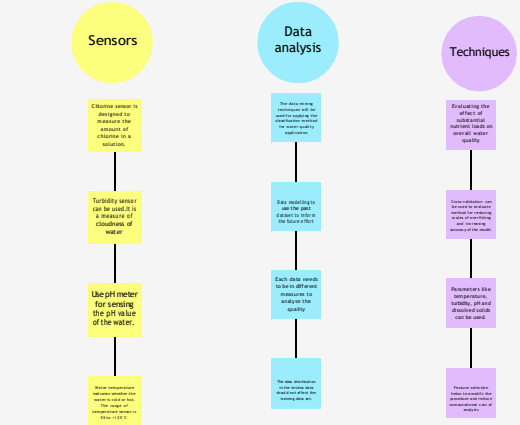 Sensors
Chlorine sensor is
designed to
measure the
amount of
chlorine in a
solution.
Turbidity sensor
can be used.It is
a measure of
cloudness of
water
Use pH meter
for sensing
the pH value
of the water.
Water temperature
indicates whether the
water is cold or hot.
The range of
temperature sensor is
Data
analysis
The data mining
techniques will be
used for applying the
classification method
for water quality
application
Data modelling to
use the past
dataset to inform
the future effort
Each data needs
to be in different
measures to
analyse the
quality
The data distribution
in the review data
should not affect the
training data set.
Techniques
Evaluating the
effect of
substantial
nutrient loads on
overall water
quality
Cross-validation can
be used to evaluate
method for reducing
scales of overfitting
and increasing
accuracy of the model.
Parameters like
temperature,
turbidity, pH and
dissolved solids
can be used.
Feature selection
helps to simplify the
procedure and reduce
computational cost of
analysis